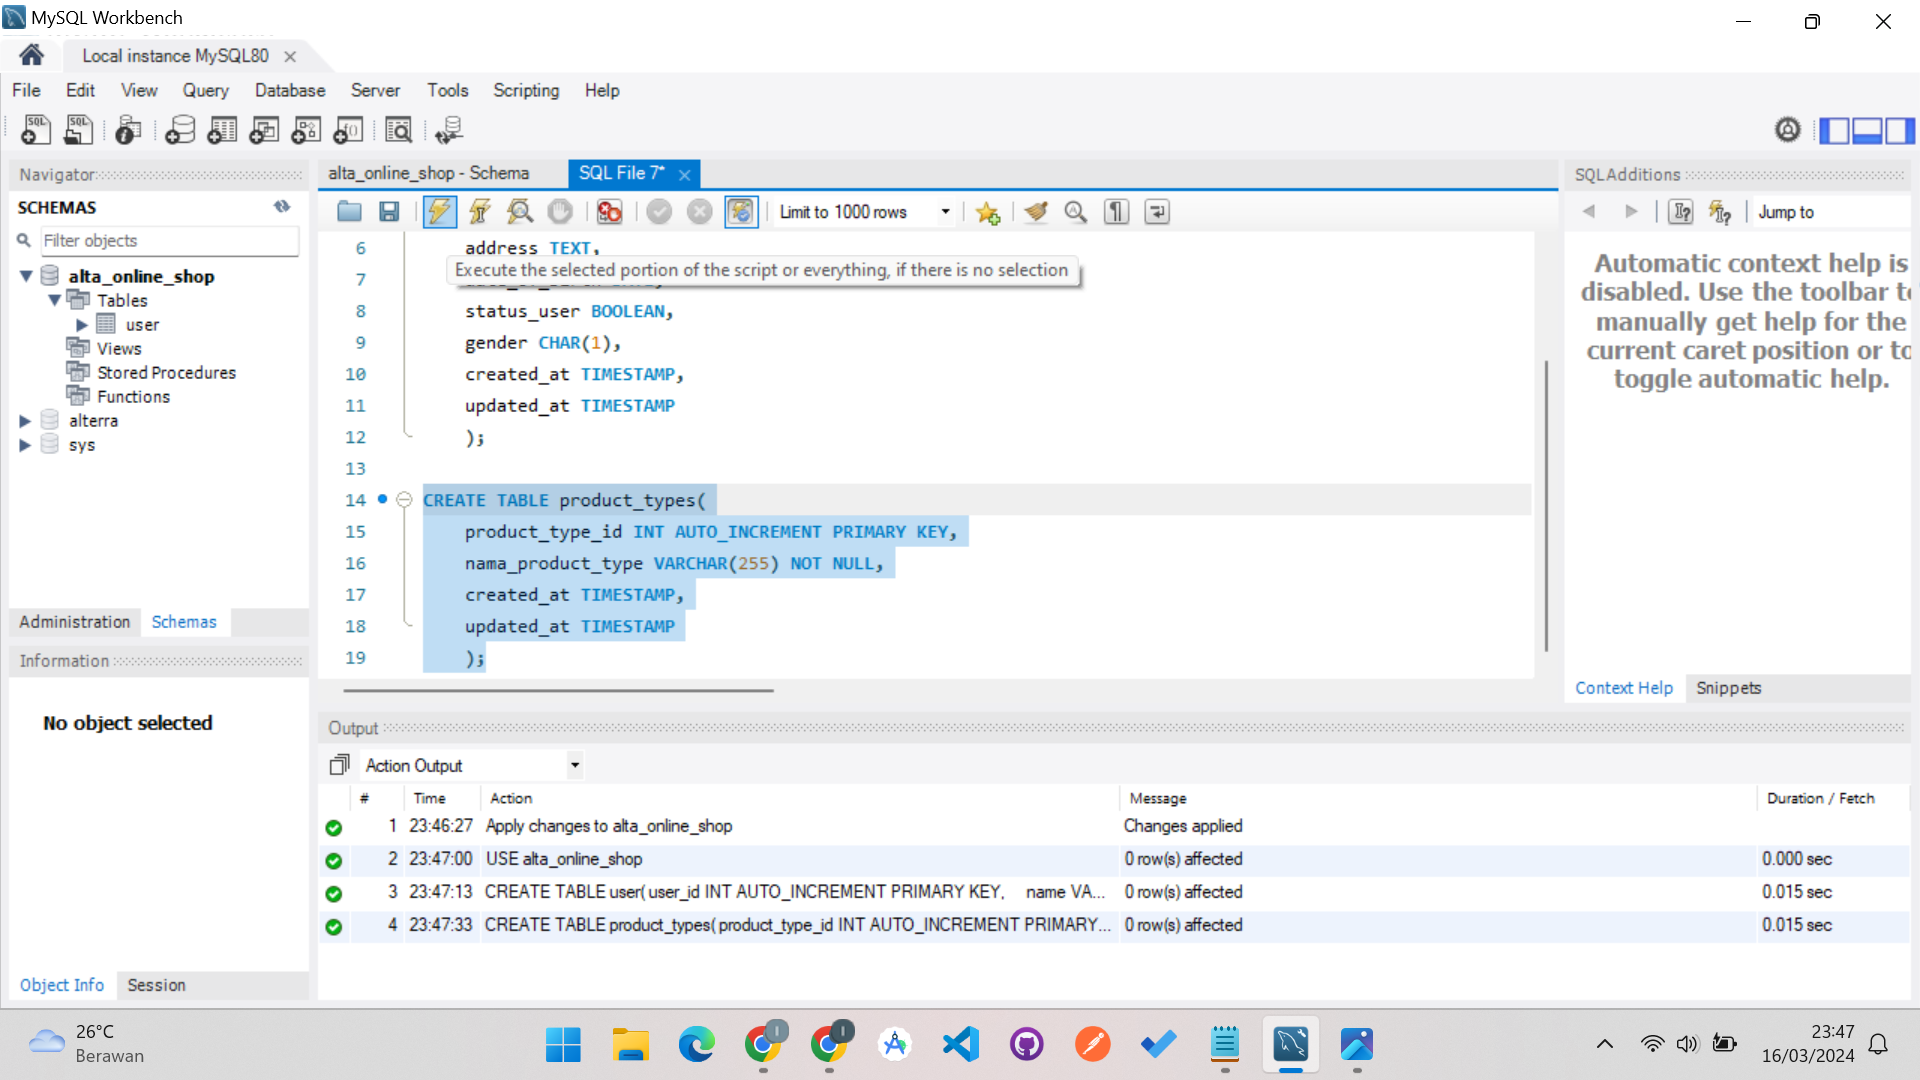 MySQL Workbench
Local instance MySQL80
File Edit View Query Database Server Tools Scripting Help
Navigator
SCHEMAS
Filter objects
alta_online_shop
Tables
user
Views
Stored Procedures
Functions
alterra
sys
Administration Schemas
Information
No object selected
Object Info Session
alta_online_shop - Schema SQL File 7*
Limit to 1000 rows
6 address TEXT,
Execute the selected portion of the script or everything, if there is no selection
7
8 status_user BOOLEAN,
9 gender CHAR(1),
10 created_at TIMESTAMP,
11 updated_at TIMESTAMP
12 );
13
14 CREATE TABLE product_types(
15 product_type_id INT AUTO_INCREMENT PRIMARY KEY,
16 nama_product_type VARCHAR(255) NOT NULL,
17 created_at TIMESTAMP,
18 updated_at TIMESTAMP
19 );
SQLAdditions
Jump to
Automatic context help is
disabled. Use the toolbar to
manually get help for the
current caret position or to
toggle automatic help.
Context Help Snippets
Output
Action Output
# Time Action Message Duration / Fetch
1 23:46:27 Apply changes to alta_online_shop Changes applied
2 23:47:00 USE alta_online_shop 0 row(s) affected 0.000 sec
3 23:47:13 CREATE TABLE user( user_id INT AUTO_INCREMENT PRIMARY KEY, name VA... 0 row(s) affected 0.015 sec
4 23:47:33 CREATE TABLE product_types( product_type_id INT AUTO_INCREMENT PRIMARY... 0 row(s) affected 0.015 sec
26°C
Berawan
23:47
16/03/2024